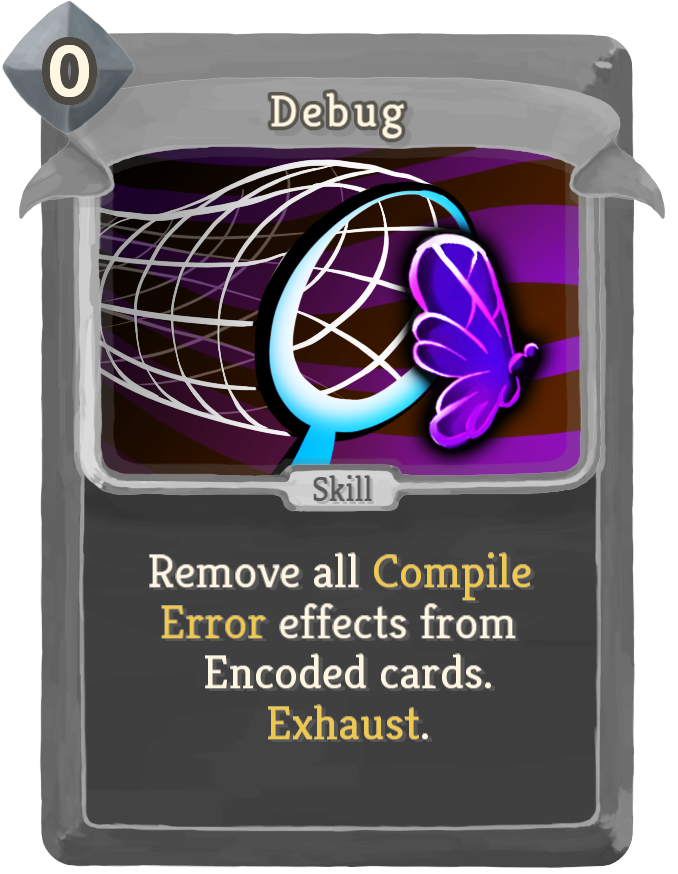 0
Debug
Skill
Remove all Compile
Error effects from
Encoded cards.
Exhaust.